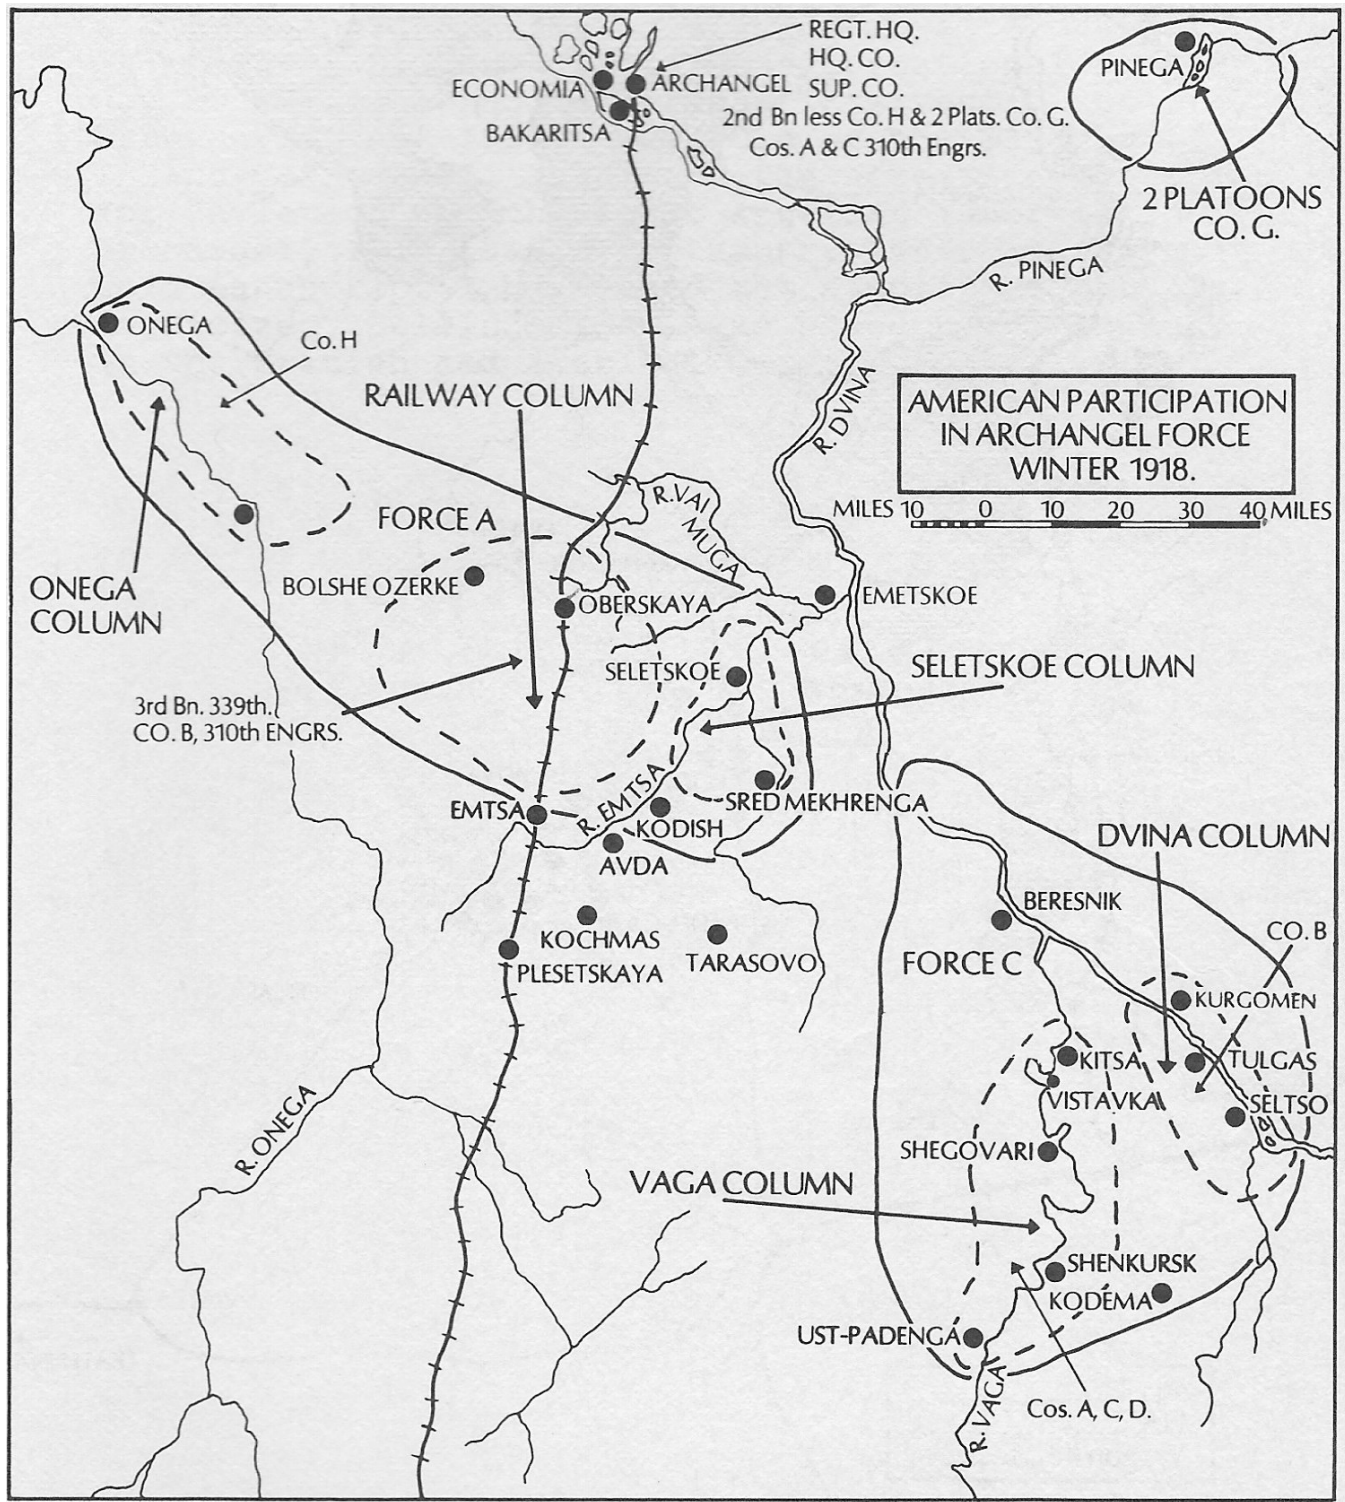 REGT. HQ.
HQ. CO.
SUP. CO.
2nd Bn less Co. H & 2 Plats. Co. G.
Cos. A & C 310th Engrs.
ECONOMIA
ARCHANGEL
BAKARITSA
PINEGA
2 PLATOONS
CO. G.
R. PINEGA
ONEGA
Co. H
RAILWAY COLUMN
R. DVINA
AMERICAN PARTICIPATION
IN ARCHANGEL FORCE
WINTER 1918.
MILES 10 0 10 20 30 40 MILES
R. VAI
MUGA
FORCE A
ONEGA
COLUMN
BOLSHE OZERKE
OBERSKAYA
EMETSKOE
SELETSKOE
SELETSKOE COLUMN
3rd Bn. 339th.
CO. B, 310th ENGRS.
EMTSA
R. EMTSA
SRED MEKHRENGA
KODISH
AVDA
DVINA COLUMN
BERESNIK
CO. B
KOCHMAS
PLESETSKAYA
TARASOVO
FORCE C
KURGOMEN
KITSA
TULGAS
VISTAVKA
SELTSO
R. ONEGA
SHEGOVARI
VAGA COLUMN
SHENKURSK
KODEMA
UST-PADENGA
R. VAGA
Cos. A, C, D.